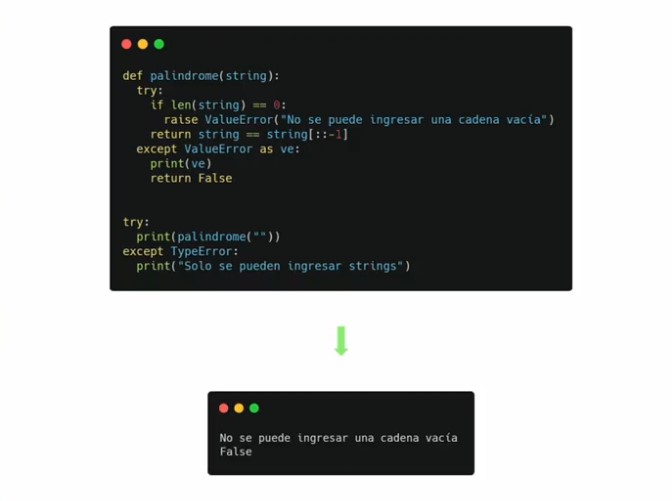 def palindrome(string):
  try:
    if len(string) == 0:
      raise ValueError("No se puede ingresar una cadena vacía")
    return string == string[::-1]
  except ValueError as ve:
    print(ve)
    return False
try:
  print(palindrome(""))
except TypeError:
  print("Solo se pueden ingresar strings")
No se puede ingresar una cadena vacía
False